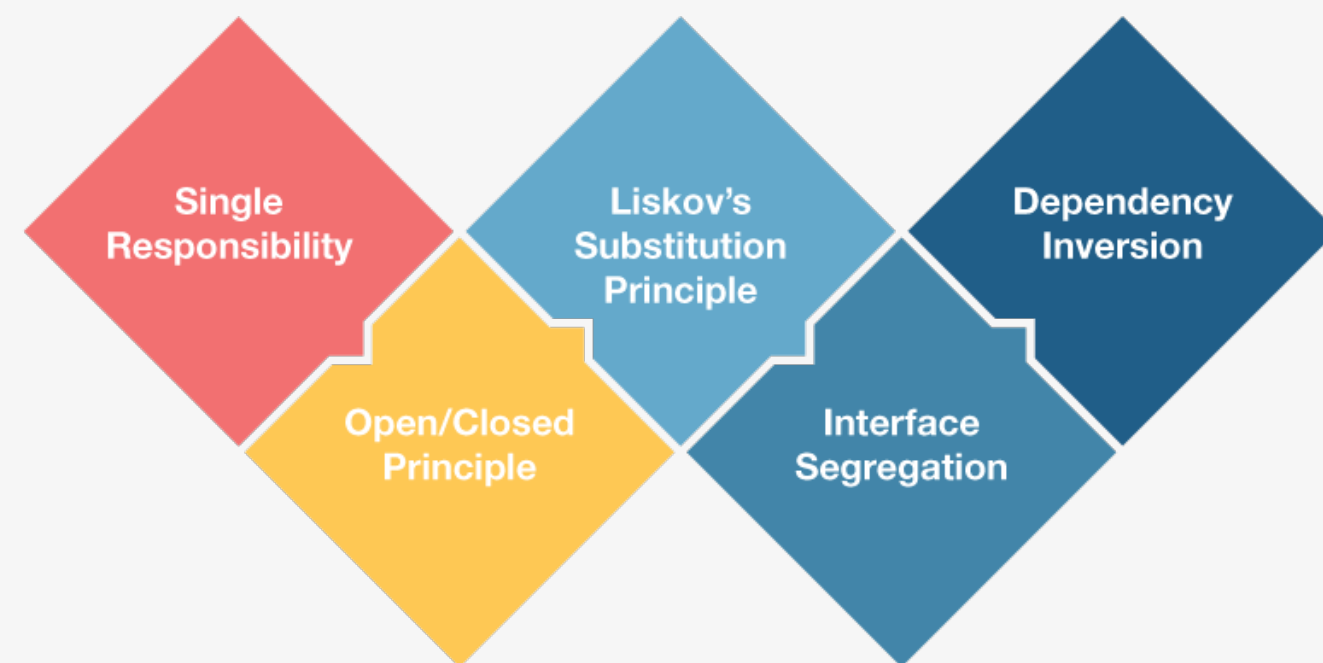 Single
Responsibility
Open/Closed
Principle
Liskov’s
Substitution
Principle
Interface
Segregation
Dependency
Inversion